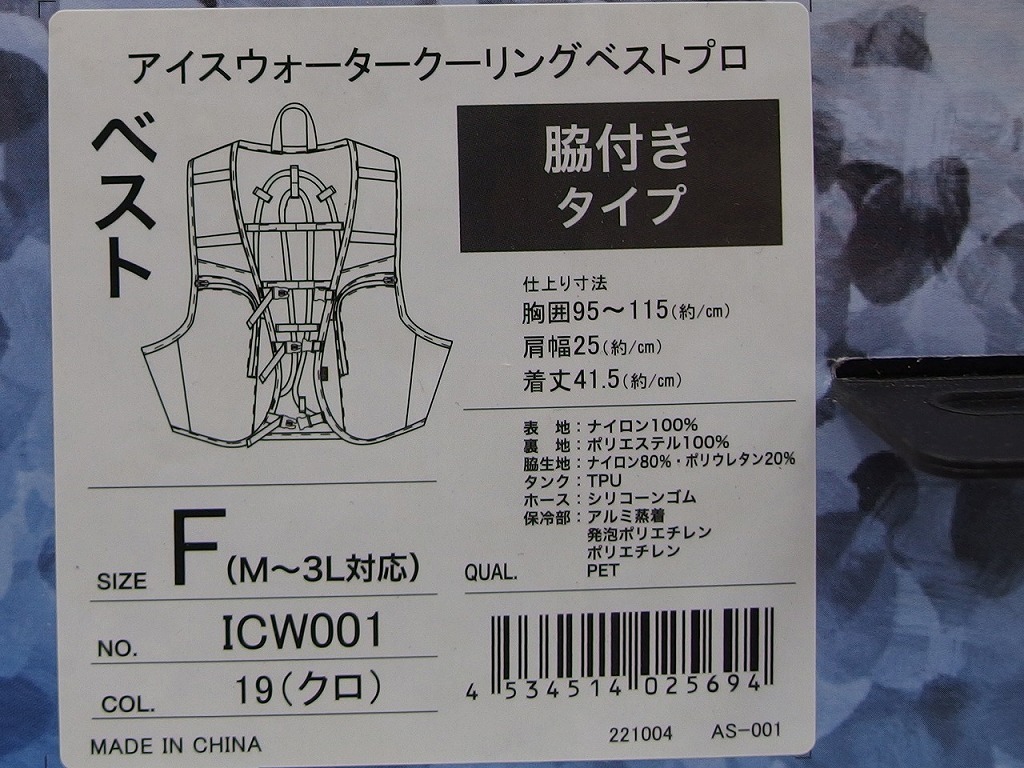 アイスウォータークーリングベストプロ
ベスト
脇付き
タイプ
仕上り寸法
胸囲95～115(約/cm)
肩幅25(約/cm)
着丈41.5(約/cm)
表　地：ナイロン100%
裏　地：ポリエステル100%
脇生地：ナイロン80%・ポリウレタン20%
タンク：TPU
ホース：シリコーンゴム
保冷部：アルミ蒸着
発泡ポリエチレン
ポリエチレン
QUAL. PET
SIZE F(M～3L対応)
NO. ICW001
COL. 19(クロ)
MADE IN CHINA
4 534514 025694
221004 AS-001